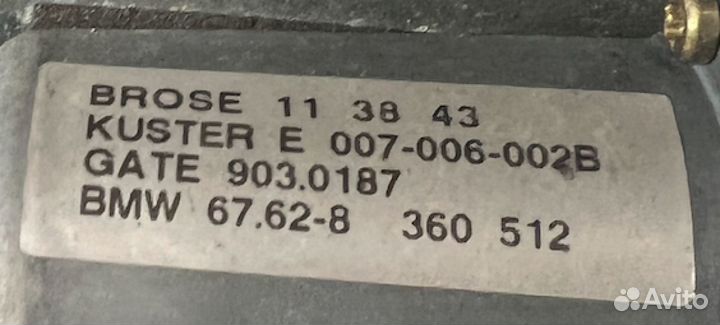 BROSE 11 38 43
KUSTER E 007-006-002B
GATE 903.0187
BMW 67.62-8 360 512
Avito